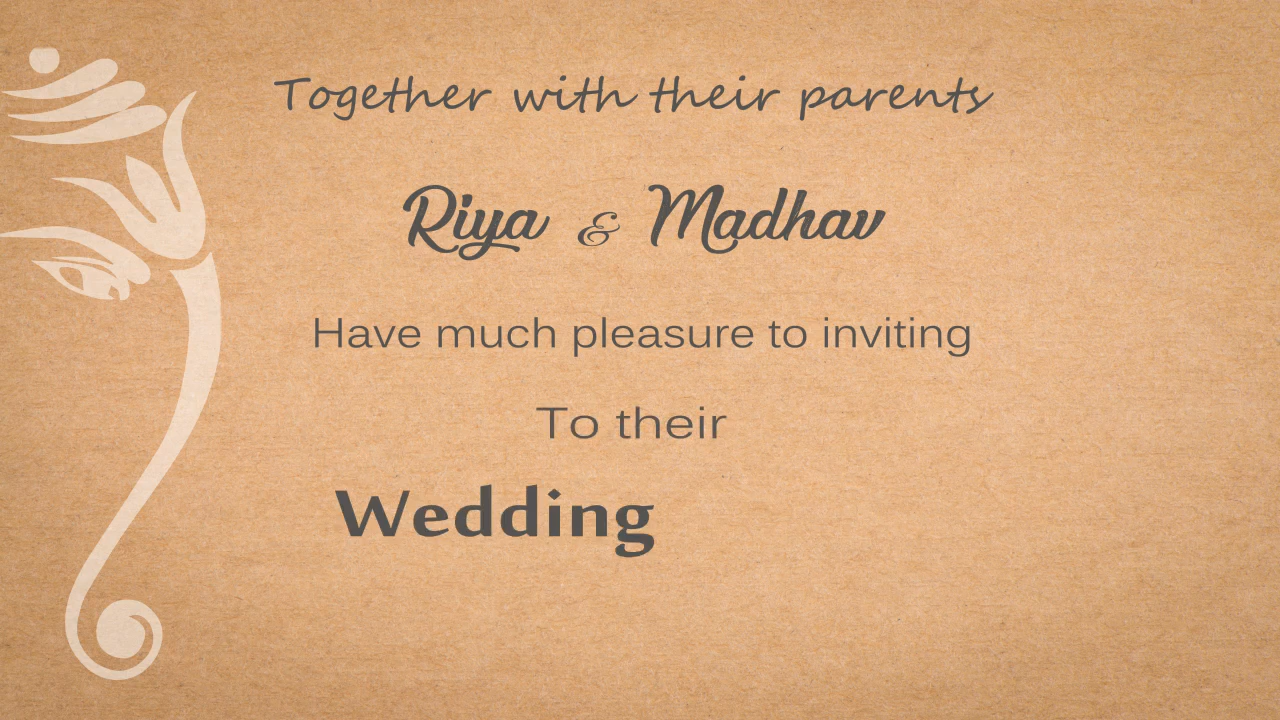 Together with their parents
Riya & Madhav
Have much pleasure to inviting
To their
Wedding